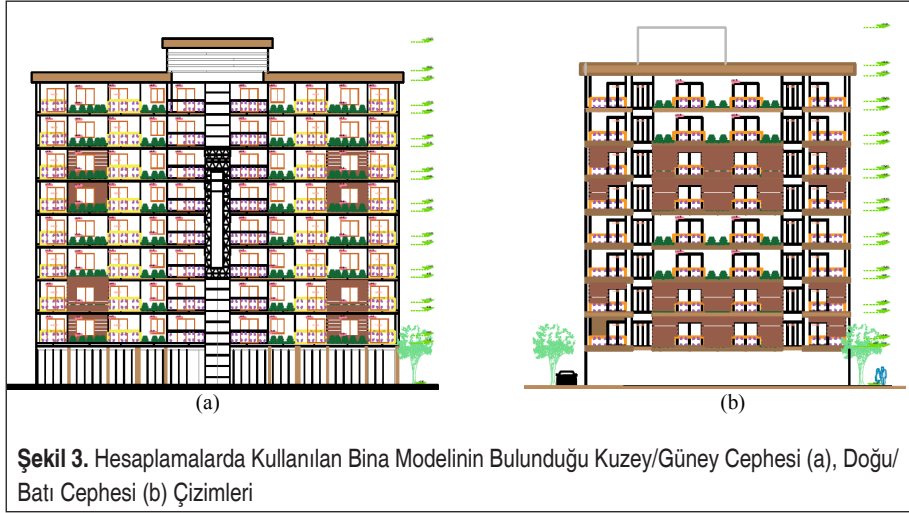 (a)
(b)
Şekil 3. Hesaplamalarda Kullanılan Bina Modelinin Bulunduğu Kuzey/Güney Cephesi (a), Doğu/
Batı Cephesi (b) Çizimleri